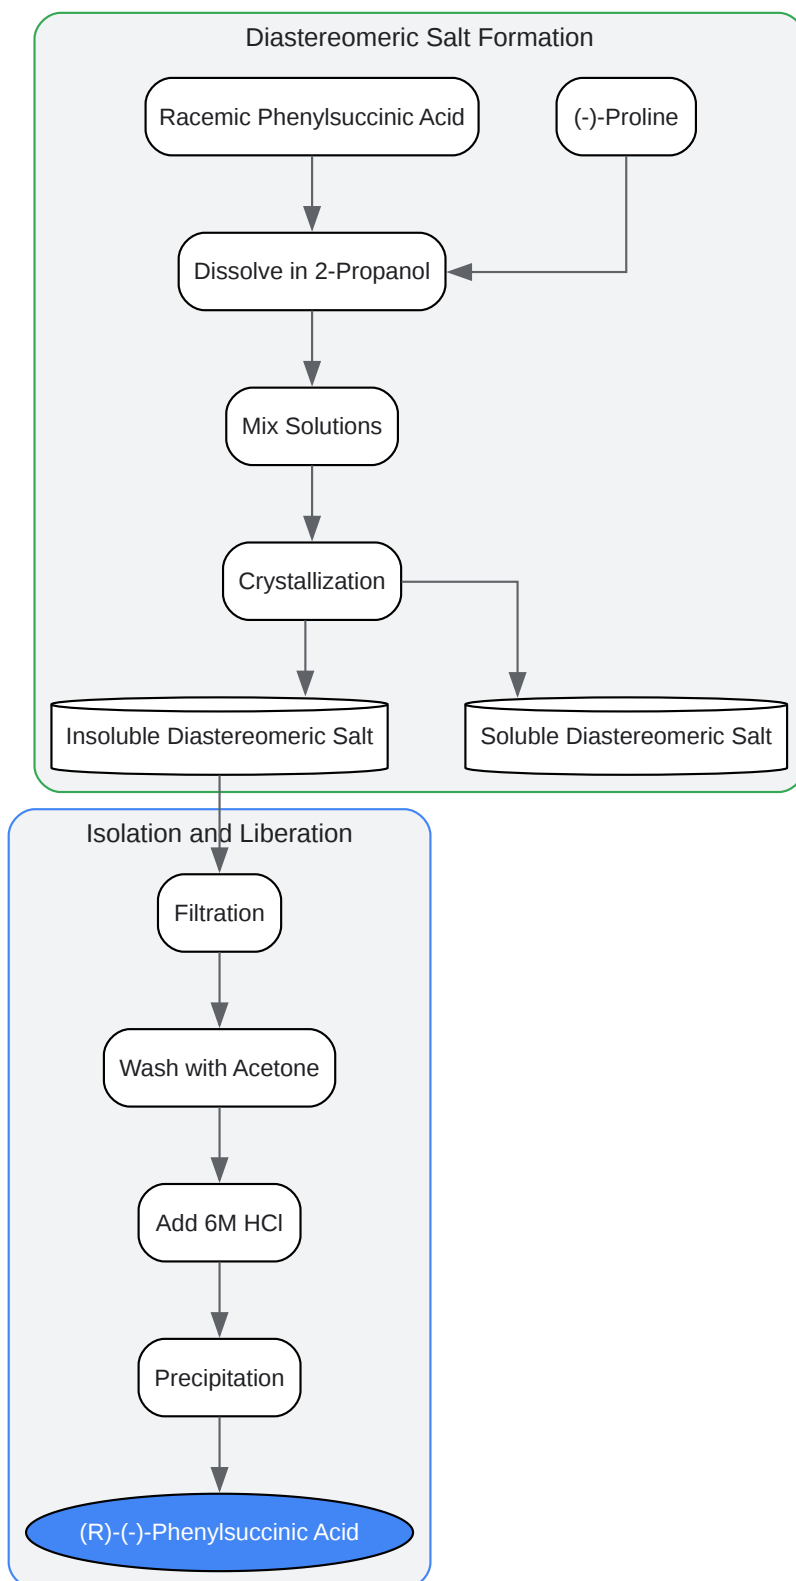 Diastereomeric Salt Formation
Racemic Phenylsuccinic Acid
(-)-Proline
Dissolve in 2-Propanol
Mix Solutions
Crystallization
Insoluble Diastereomeric Salt
Soluble Diastereomeric Salt
Isolation and Liberation
Filtration
Wash with Acetone
Add 6M HCl
Precipitation
(R)-(-)-Phenylsuccinic Acid